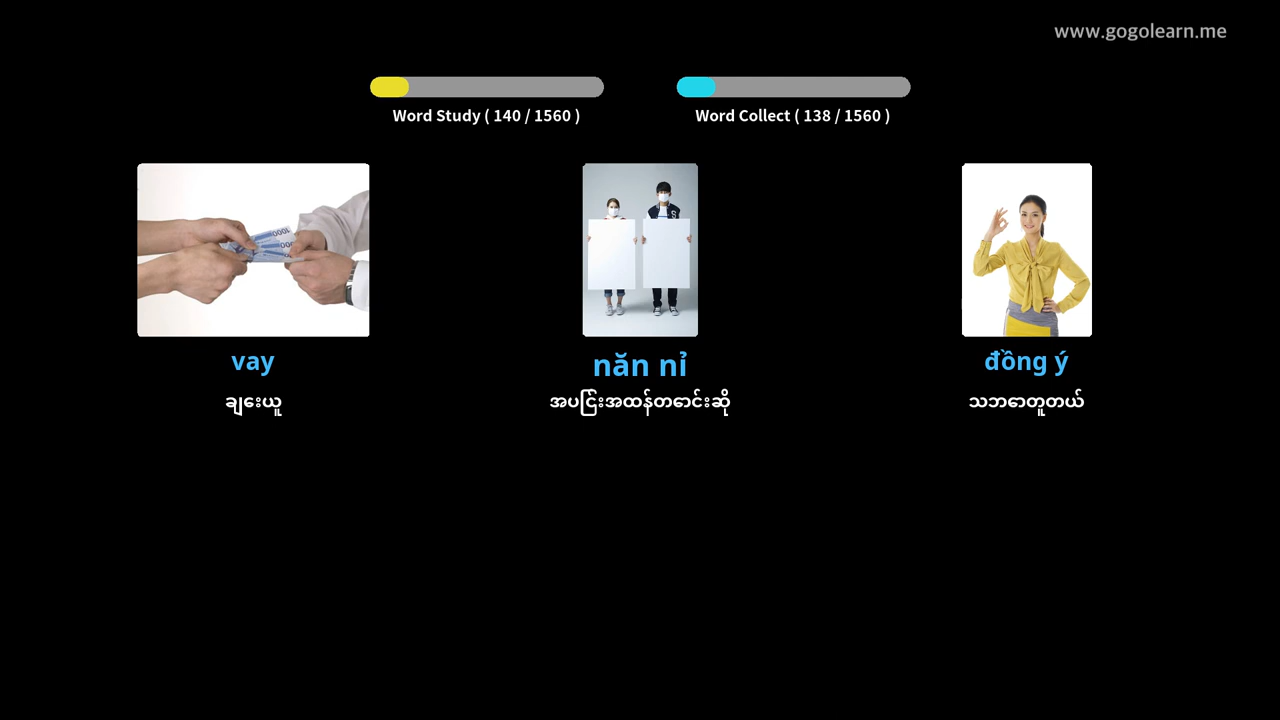 www.gogolearn.me
Word Study ( 140 / 1560 )
Word Collect ( 138 / 1560 )
vay
ချေးယူ
năn nỉ
အပြင်းအထန်တောင်းဆို
đồng ý
သဘောတူတယ်